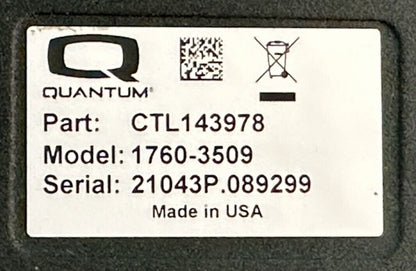 QUANTUM®
Part: CTL143978
Model: 1760-3509
Serial: 21043P.089299
Made in USA